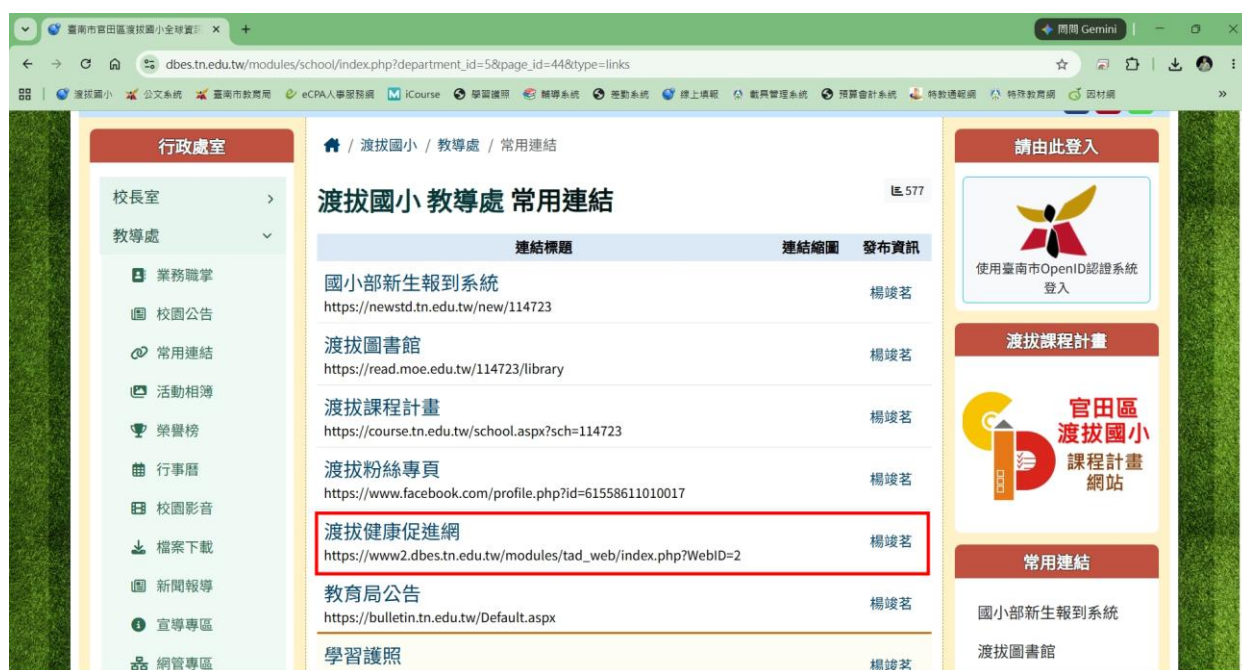 臺南市官田區渡拔國小全球資訊
問問 Gemini
dbes.tn.edu.tw/modules/school/index.php?department_id=5&page_id=44&type=links
渡拔國小 公文系統 臺南市教育局 eCPA人事服務網 iCourse 學習護照 輔導系統 差勤系統 線上填報 載具管理系統 預算會計系統 特教通報網 特殊教育網 因材網
行政處室
校長室
教導處
業務職掌
校園公告
常用連結
活動相簿
榮譽榜
行事曆
校園影音
檔案下載
新聞報導
宣導專區
網管專區
/ 渡拔國小 / 教導處 / 常用連結
渡拔國小 教導處 常用連結
577
連結標題 連結縮圖 發布資訊
國小部新生報到系統
https://newstd.tn.edu.tw/new/114723
楊竣茗
渡拔圖書館
https://read.moe.edu.tw/114723/library
楊竣茗
渡拔課程計畫
https://course.tn.edu.tw/school.aspx?sch=114723
楊竣茗
渡拔粉絲專頁
https://www.facebook.com/profile.php?id=61558611010017
楊竣茗
渡拔健康促進網
https://www2.dbes.tn.edu.tw/modules/tad_web/index.php?WebID=2
楊竣茗
教育局公告
https://bulletin.tn.edu.tw/Default.aspx
楊竣茗
學習護照
楊竣茗
請由此登入
使用臺南市OpenID認證系統
登入
渡拔課程計畫
官田區
渡拔國小
課程計畫
網站
常用連結
國小部新生報到系統
渡拔圖書館